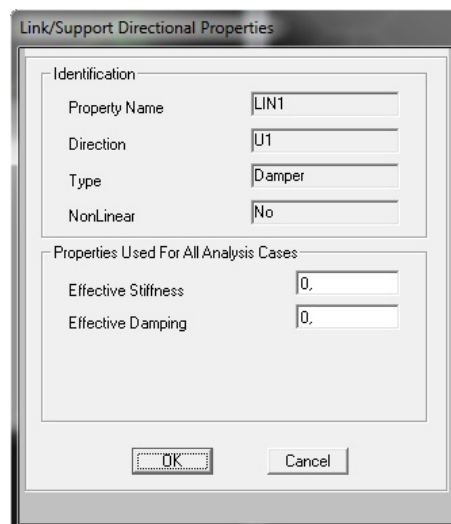 Link/Support Directional Properties
Identification
Property Name LIN1
Direction U1
Type Damper
NonLinear No
Properties Used For All Analysis Cases
Effective Stiffness 0,
Effective Damping 0,
OK Cancel